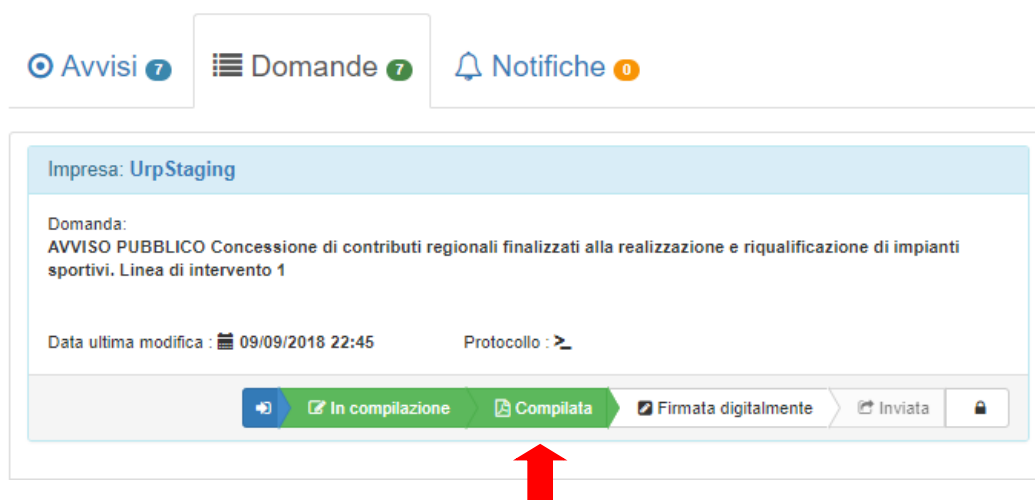 Avvisi 7 Domande 7 Notifiche 0
Impresa: UrpStaging
Domanda:
AVVISO PUBBLICO Concessione di contributi regionali finalizzati alla realizzazione e riqualificazione di impianti
sportivi. Linea di intervento 1
Data ultima modifica : 09/09/2018 22:45 Protocollo :
In compilazione Compilata Firmata digitalmente Inviata